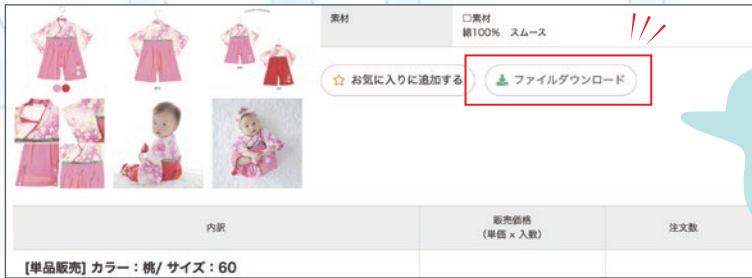 素材
□素材
綿100% スムース
お気に入りに追加する
ファイルダウンロード
内訳
販売価格
（単価 × 入数）
注文数
[単品販売] カラー：桃/ サイズ：60